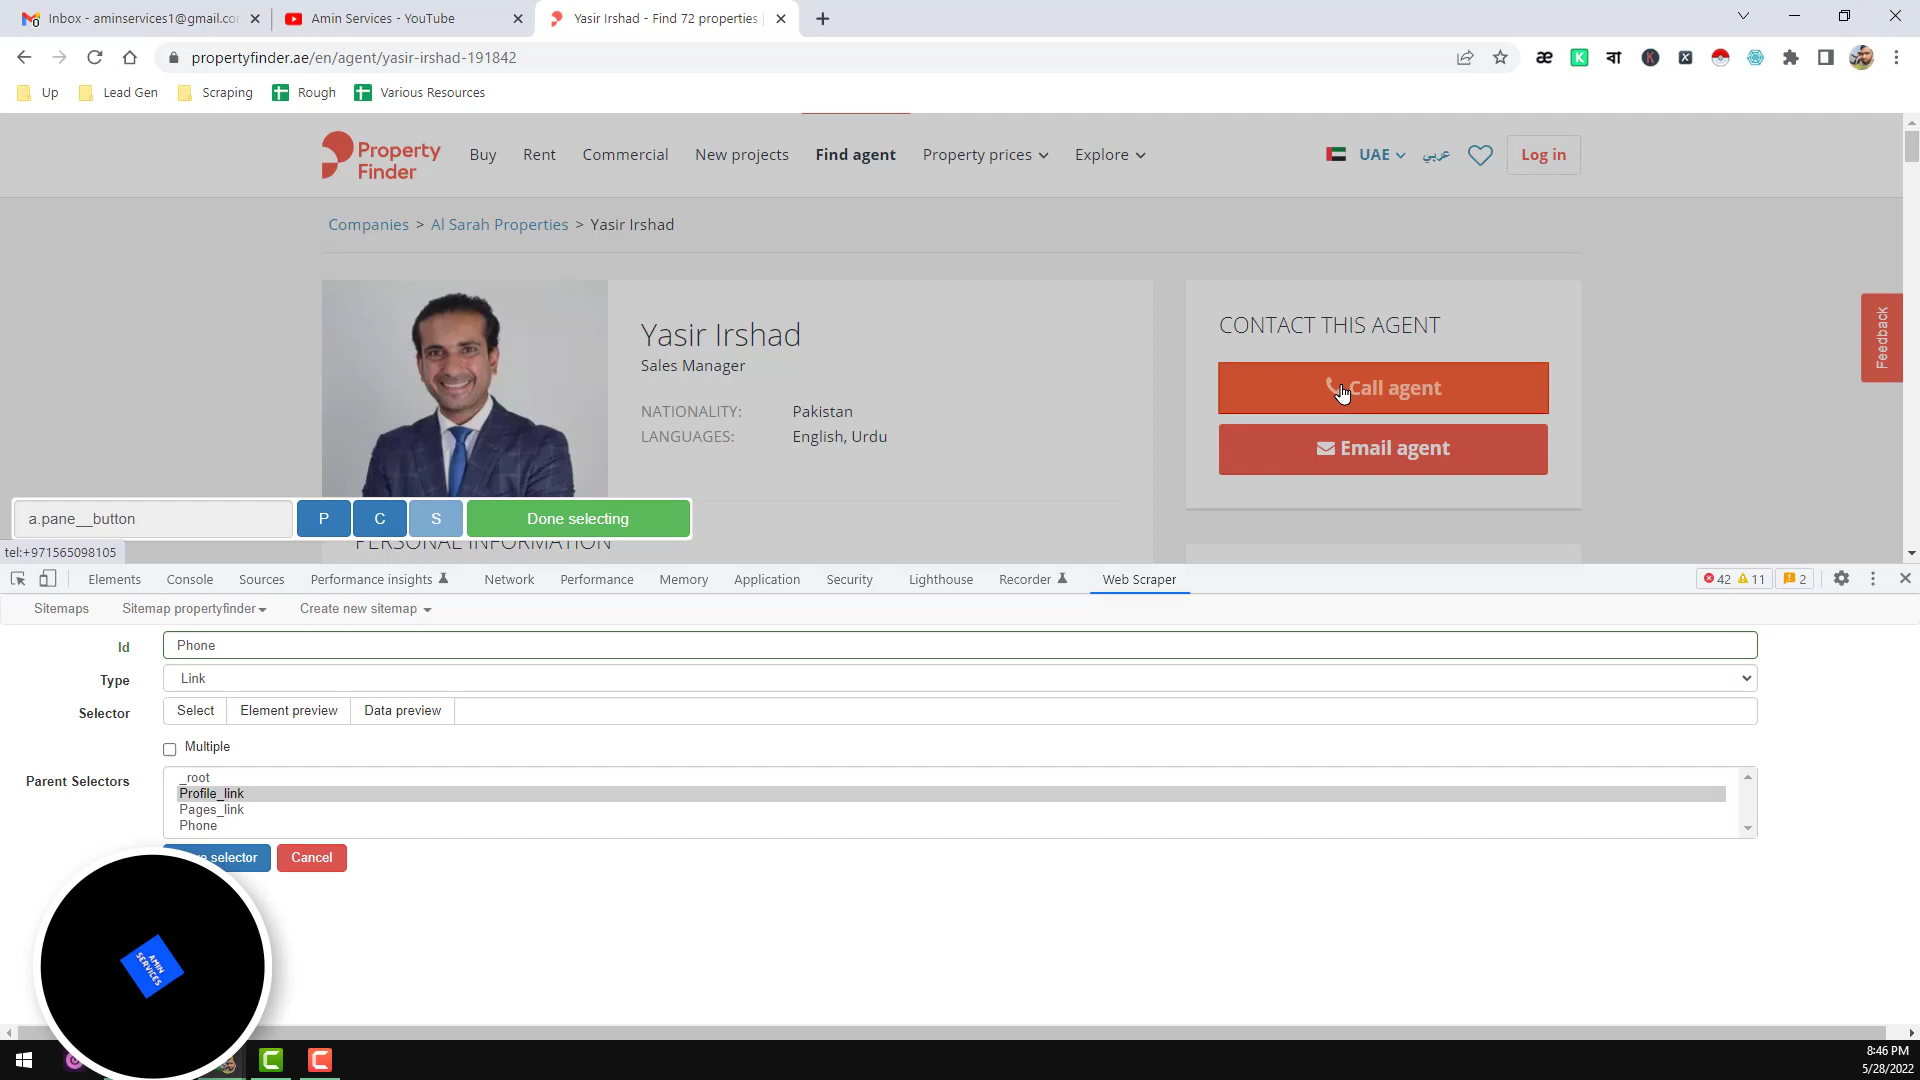 Inbox - aminservices1@gmail.co
Amin Services - YouTube
Yasir Irshad - Find 72 properties
propertyfinder.ae/en/agent/yasir-irshad-191842
Up
Lead Gen
Scraping
Rough
Various Resources
Property Finder
Buy
Rent
Commercial
New projects
Find agent
Property prices
Explore
UAE
عربي
Log in
Companies > Al Sarah Properties > Yasir Irshad
Yasir Irshad
Sales Manager
NATIONALITY: Pakistan
LANGUAGES: English, Urdu
CONTACT THIS AGENT
Call agent
Email agent
Feedback
a.pane__button
P
C
S
Done selecting
PERSONAL INFORMATION
tel:+971565098105
Elements
Console
Sources
Performance insights
Network
Performance
Memory
Application
Security
Lighthouse
Recorder
Web Scraper
42
11
2
Sitemaps
Sitemap propertyfinder
Create new sitemap
Id
Phone
Type
Link
Selector
Select
Element preview
Data preview
Multiple
Parent Selectors
_root
Profile_link
Pages_link
Phone
selector
Cancel
AMIN
SERVICES
8:46 PM
5/28/2022